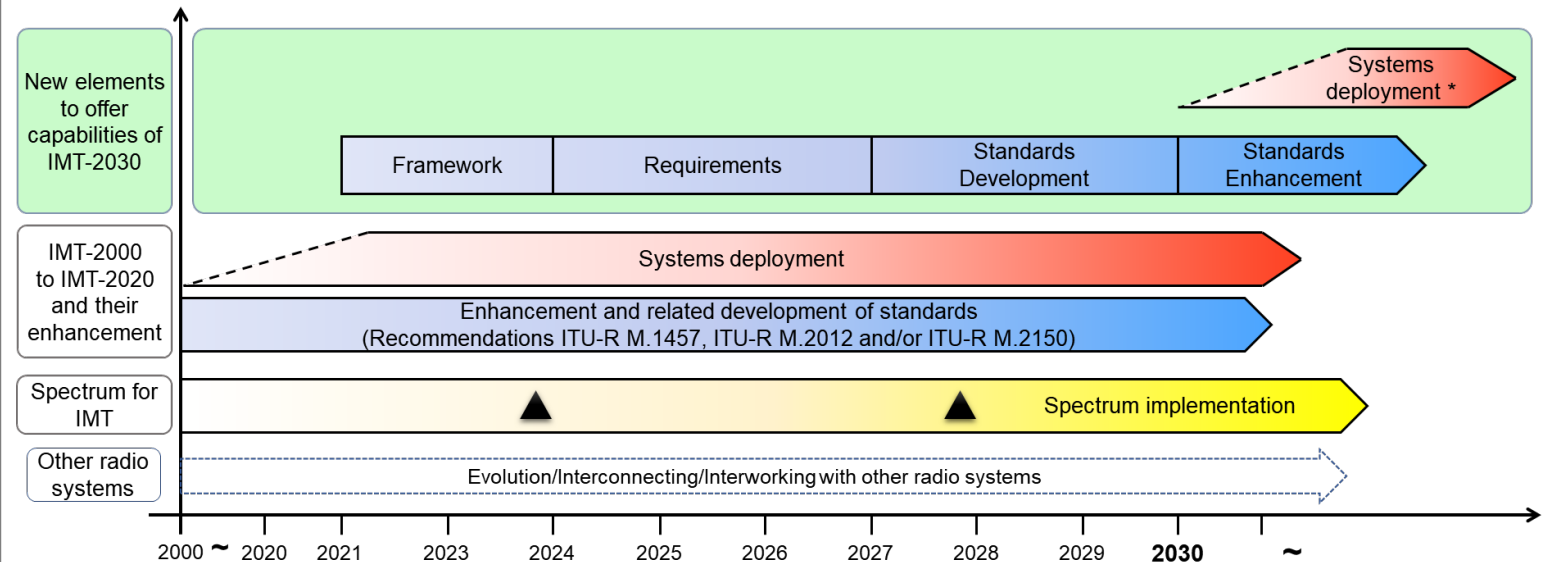 New elements
to offer
capabilities of
IMT-2030
Systems
deployment *
Framework
Requirements
Standards
Development
Standards
Enhancement
IMT-2000
to IMT-2020
and their
enhancement
Systems deployment
Enhancement and related development of standards
(Recommendations ITU-R M.1457, ITU-R M.2012 and/or ITU-R M.2150)
Spectrum for
IMT
Spectrum implementation
Other radio
systems
Evolution/Interconnecting/Interworking with other radio systems
2000 ~ 2020 2021 2023 2024 2025 2026 2027 2028 2029 2030 ~